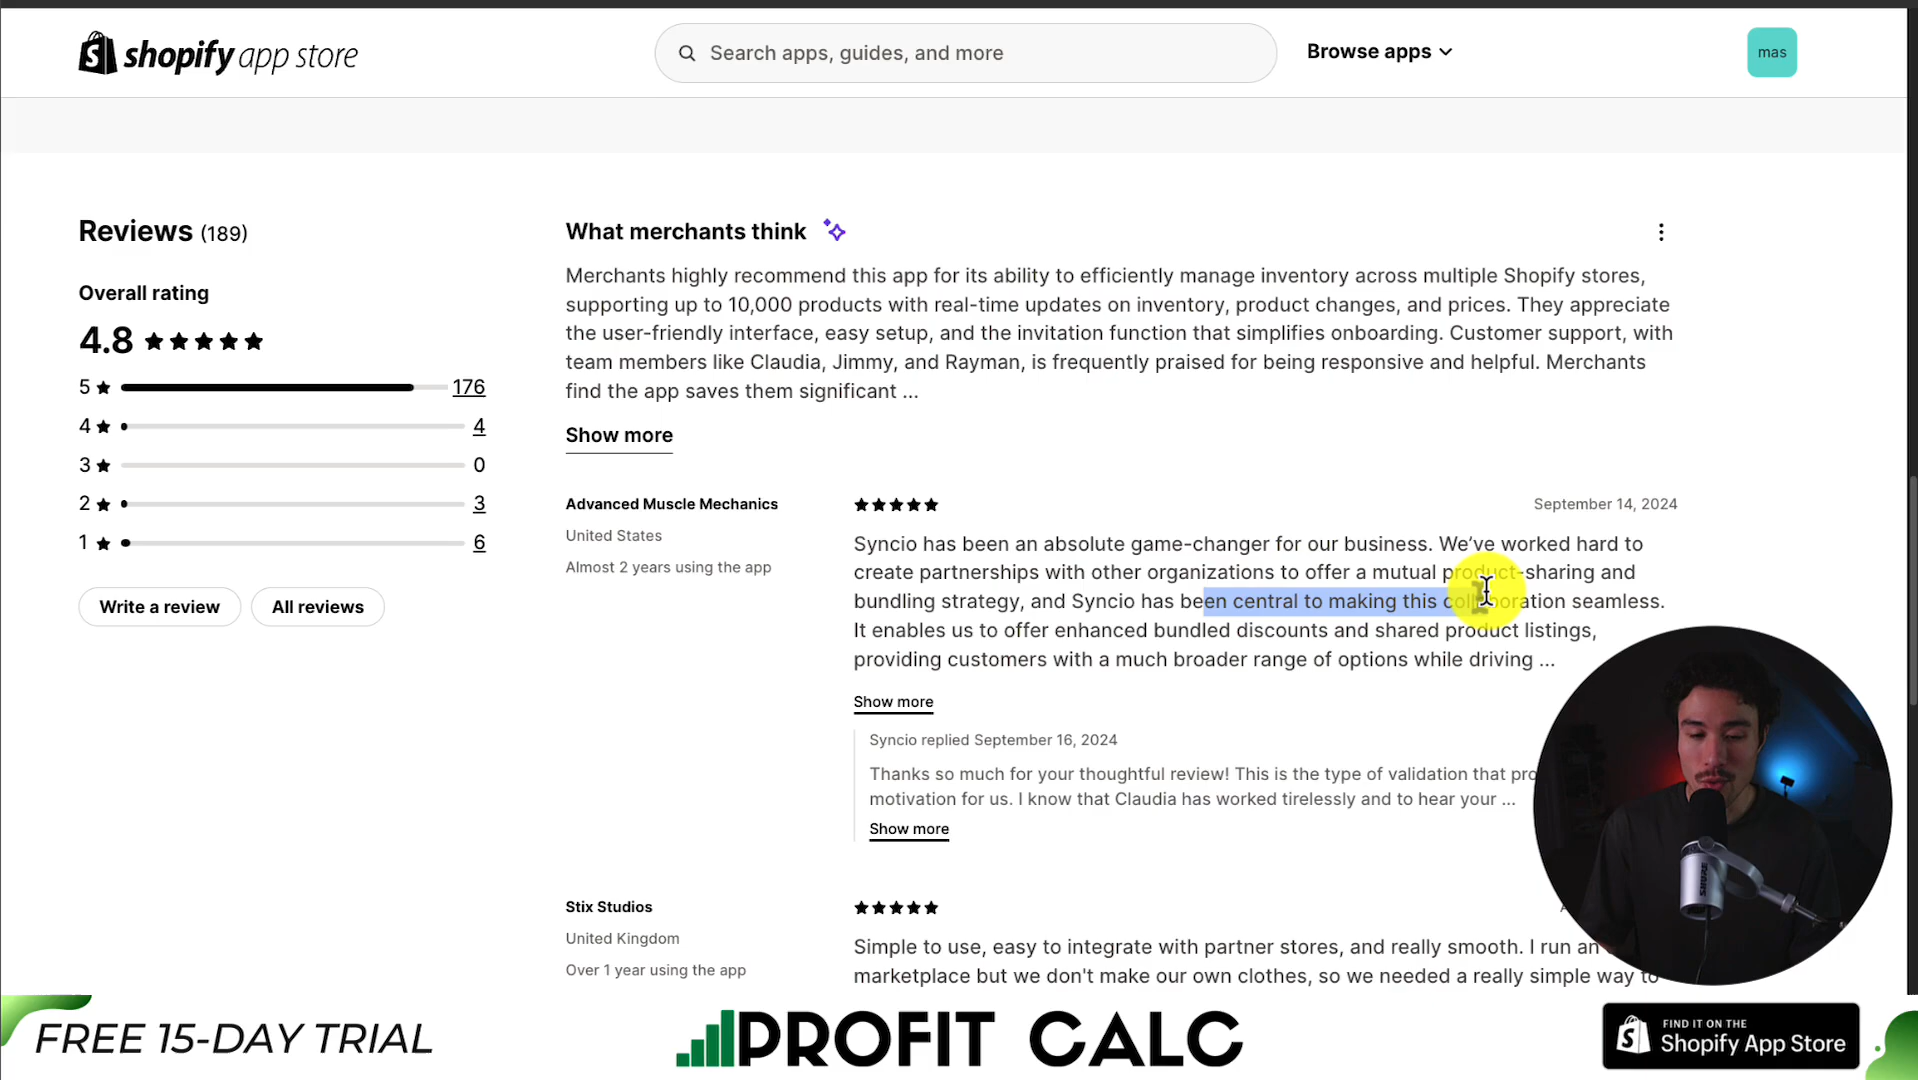 shopify app store
Search apps, guides, and more
Browse apps
mas
Reviews (189)
Overall rating
4.8
5 176
4 4
3 0
2 3
1 6
Write a review
All reviews
What merchants think
Merchants highly recommend this app for its ability to efficiently manage inventory across multiple Shopify stores,
supporting up to 10,000 products with real-time updates on inventory, product changes, and prices. They appreciate
the user-friendly interface, easy setup, and the invitation function that simplifies onboarding. Customer support, with
team members like Claudia, Jimmy, and Rayman, is frequently praised for being responsive and helpful. Merchants
find the app saves them significant ...
Show more
Advanced Muscle Mechanics
United States
Almost 2 years using the app
September 14, 2024
Syncio has been an absolute game-changer for our business. We've worked hard to
create partnerships with other organizations to offer a mutual product-sharing and
bundling strategy, and Syncio has been central to making this collaboration seamless.
It enables us to offer enhanced bundled discounts and shared product listings,
providing customers with a much broader range of options while driving ...
Show more
Syncio replied September 16, 2024
Thanks so much for your thoughtful review! This is the type of validation that
motivation for us. I know that Claudia has worked tirelessly and to hear your ...
Show more
Stix Studios
United Kingdom
Over 1 year using the app
Simple to use, easy to integrate with partner stores, and really smooth. I run an
marketplace but we don't make our own clothes, so we needed a really simple way to
FREE 15-DAY TRIAL
PROFIT CALC
FIND IT ON THE
Shopify App Store